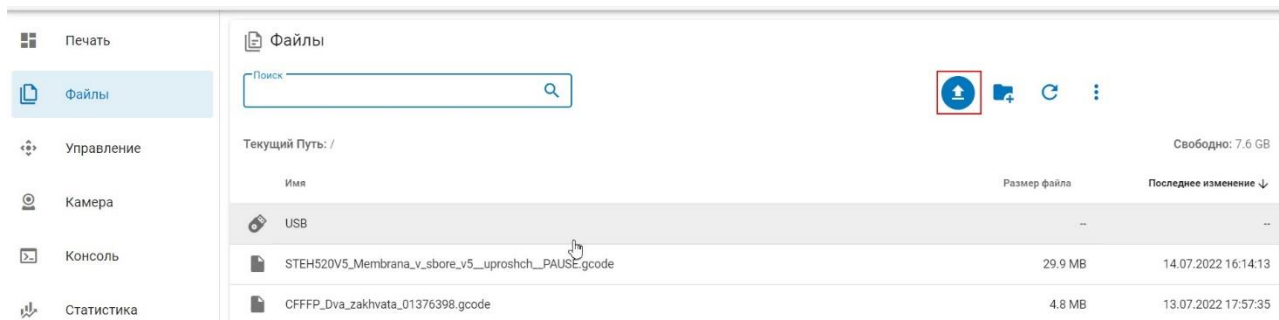 Печать
Файлы
Управление
Камера
Консоль
Статистика
Файлы
Поиск
Текущий Путь: /
Свободно: 7.6 GB
Имя Размер файла Последнее изменение
USB -- --
STEH520V5_Membrana_v_sbore_v5__uproshch__PAUSE.gcode 29.9 MB 14.07.2022 16:14:13
CFFFP_Dva_zakhvata_01376398.gcode 4.8 MB 13.07.2022 17:57:35